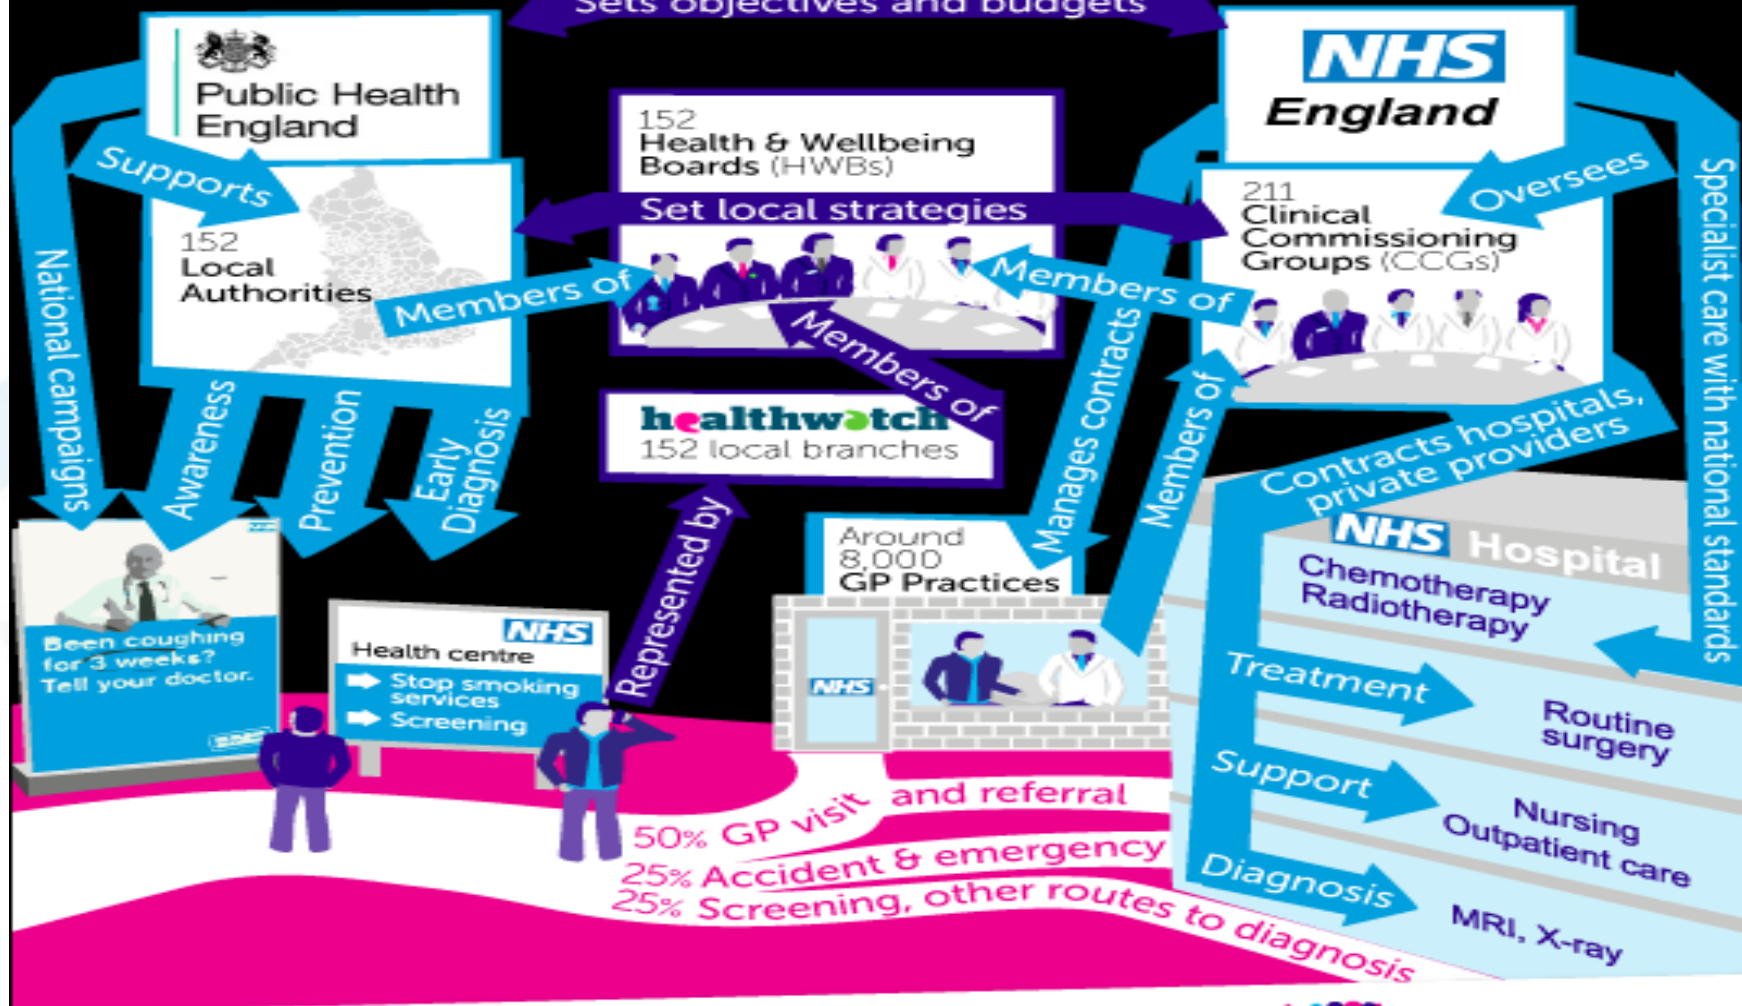 Sets objectives and budgets
Public Health
England
NHS
England
152
Health & Wellbeing
Boards (HWBs)
Supports
Oversees
Set local strategies
152
Local
Authorities
211
Clinical
Commissioning
Groups (CCGs)
Members of
Members of
Members of
National campaigns
Specialist care with national standards
Manages contracts
Members of
healthwatch
152 local branches
Awareness
Prevention
Early
Diagnosis
Contracts hospitals,
private providers
Represented by
Around
8,000
GP Practices
NHS Hospital
Chemotherapy
Radiotherapy
Been coughing
for 3 weeks?
Tell your doctor.
NHS
Health centre
Stop smoking
services
Screening
NHS
Treatment
Routine
surgery
Support
Nursing
Outpatient care
50% GP visit and referral
25% Accident & emergency
25% Screening, other routes to diagnosis
Diagnosis
MRI, X-ray